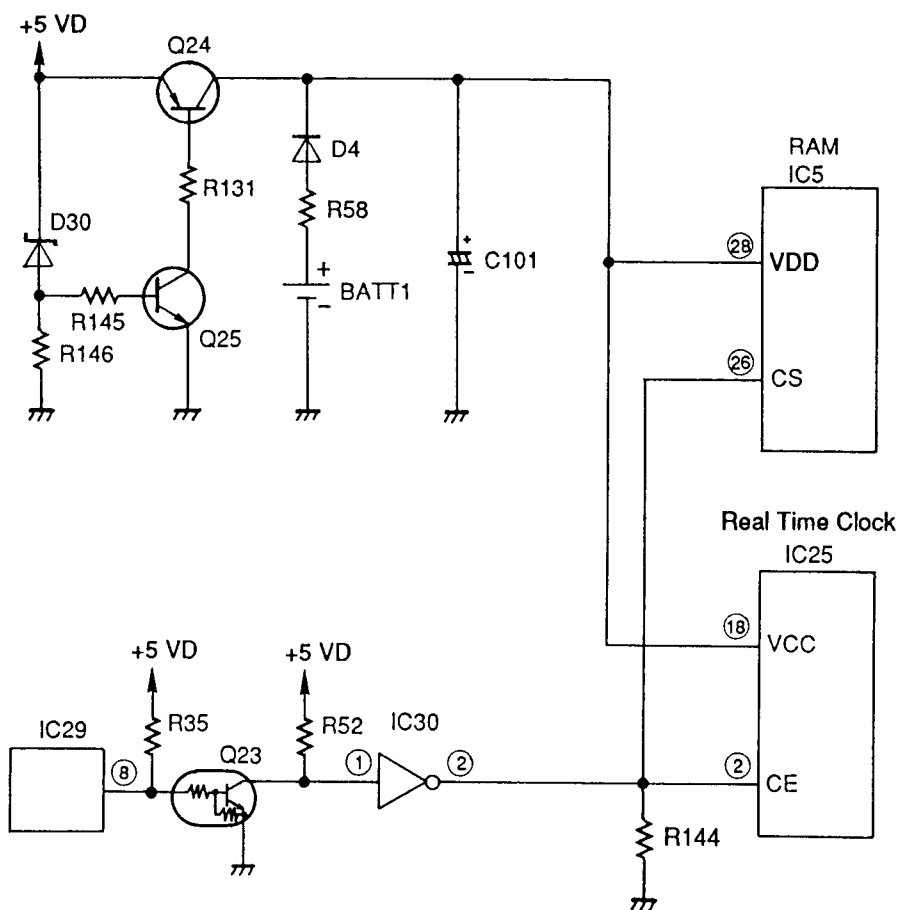 +5 VD
Q24
D4
R131
R58
D30
+
C101
-
RAM
IC5
28
VDD
+
BATT1
-
R145
Q25
R146
26
CS
Real Time Clock
IC25
18
VCC
+5 VD
+5 VD
IC29
R35
R52
IC30
8
Q23
1
2
2
CE
R144